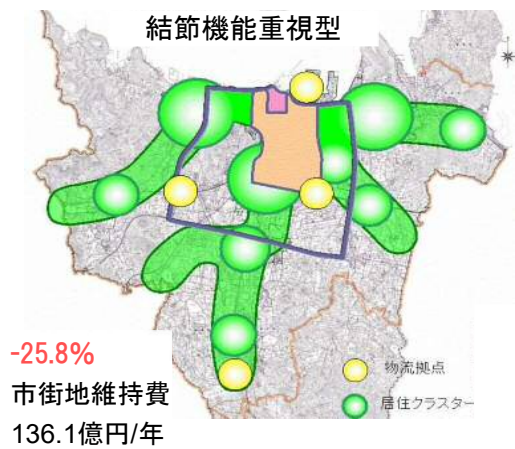 結節機能重視型
-25.8%
市街地維持費
136.1億円/年
物流拠点
居住クラスター